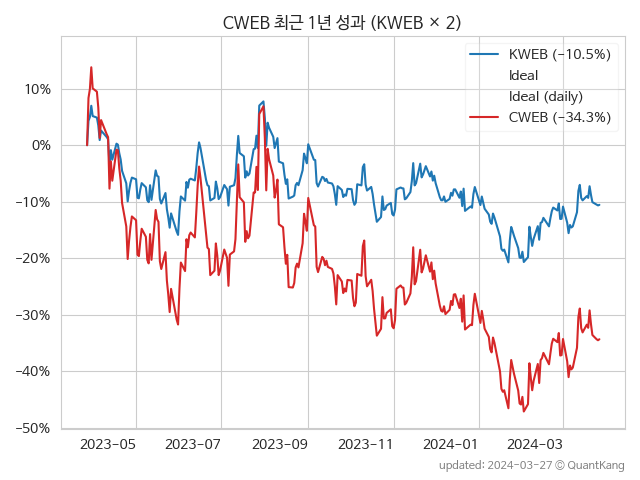 CWEB 최근 1년 성과 (KWEB × 2)
KWEB (−10.5%)
Ideal
Ideal (daily)
CWEB (−34.3%)
10%
0%
−10%
−20%
−30%
−40%
−50%
2023-05
2023-07
2023-09
2023-11
2024-01
2024-03
updated: 2024-03-27 © QuantKang